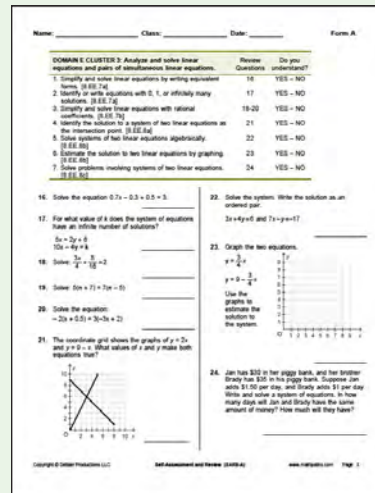 Name: Class: Date: Form A
DOMAIN E CLUSTER 3: Analyze and solve linear equations and pairs of simultaneous linear equations.
Review Questions
Do you understand?
1. Simplify and solve linear equations by writing equivalent forms. [8.EE.7a] 16 YES – NO
2. Identify or write equations with 0, 1, or infinitely many solutions. [8.EE.7a] 17 YES – NO
3. Simplify and solve linear equations with rational coefficients. [8.EE.7b] 18-20 YES – NO
4. Identify the solution to a system of two linear equations as the intersection point. [8.EE.8a] 21 YES – NO
5. Solve systems of two linear equations algebraically. [8.EE.8b] 22 YES – NO
6. Estimate the solution to two linear equations by graphing. [8.EE.8b] 23 YES – NO
7. Solve problems involving systems of two linear equations. [8.EE.8c] 24 YES – NO
16. Solve the equation 0.7x – 0.3 + 0.5 = 3.
17. For what value of k does the system of equations
have an infinite number of solutions?
5x = 2y + 8
10x – 4y = k
18. Solve: 3x/4 + 8/16 = 2
19. Solve: 5(n + 7) = 7(n – 5)
20. Solve the equation:
– 2(x + 0.5) = 3(–3x + 2)
21. The coordinate grid shows the graphs of y = 2x
and y = 9 – x. What values of x and y make both
equations true?
22. Solve the system. Write the solution as an
ordered pair.
3x+4y=6 and 7x–y=–17
23. Graph the two equations.
Use the
graphs to
estimate the
solution to
the system.
24. Jan has $30 in her piggy bank, and her brother
Brady has $35 in his piggy bank. Suppose Jan
adds $1.50 per day, and Brady adds $1 per day.
Write and solve a system of equations. In how
many days will Jan and Brady have the same
amount of money? How much will they have?
Copyright © DeBain Productions LLC Self-Assessment and Review (SARB-A) Page